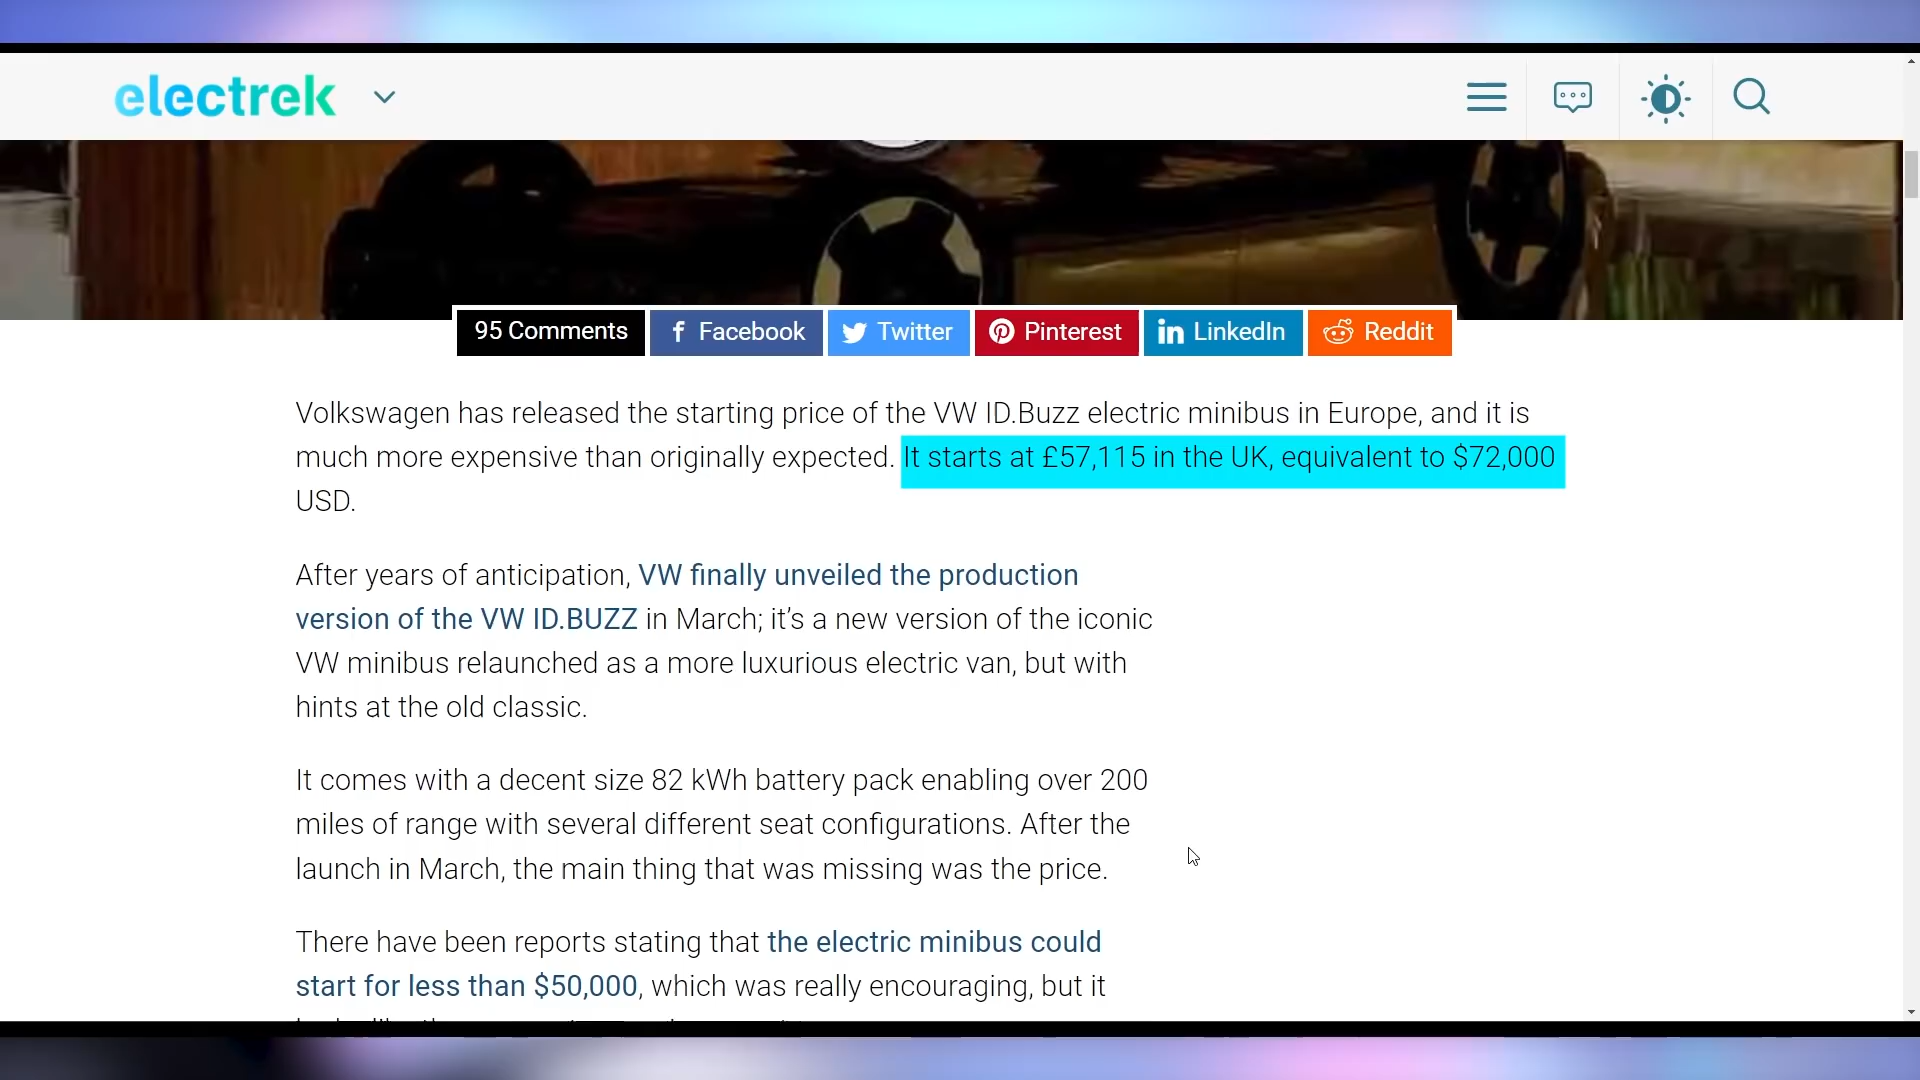 electrek
95 Comments
Facebook
Twitter
Pinterest
LinkedIn
Reddit
Volkswagen has released the starting price of the VW ID.Buzz electric minibus in Europe, and it is
much more expensive than originally expected. It starts at £57,115 in the UK, equivalent to $72,000
USD.
After years of anticipation, VW finally unveiled the production
version of the VW ID.BUZZ in March; it’s a new version of the iconic
VW minibus relaunched as a more luxurious electric van, but with
hints at the old classic.
It comes with a decent size 82 kWh battery pack enabling over 200
miles of range with several different seat configurations. After the
launch in March, the main thing that was missing was the price.
There have been reports stating that the electric minibus could
start for less than $50,000, which was really encouraging, but it